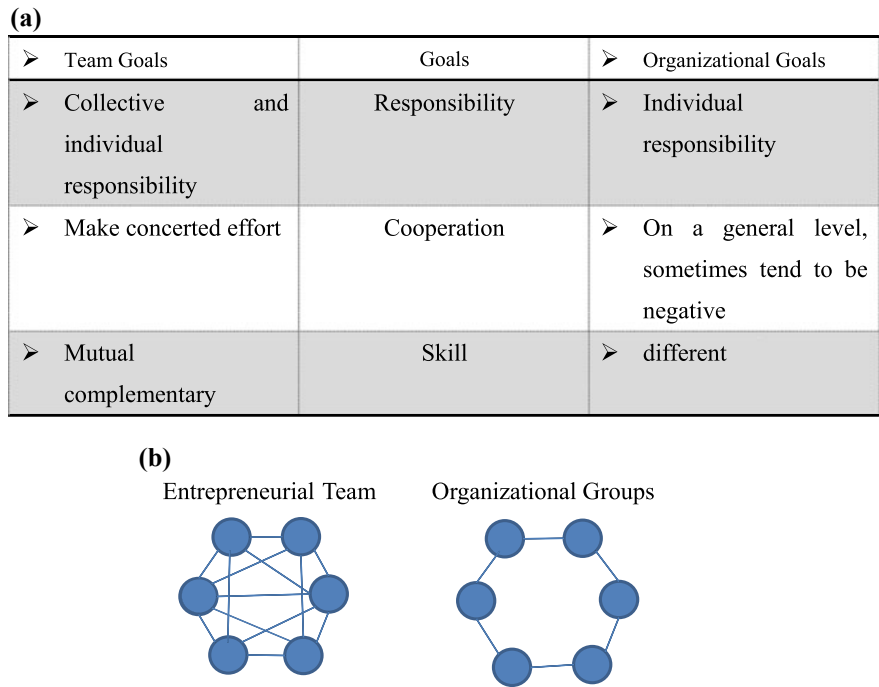 (a)
➢ Team Goals Goals ➢ Organizational Goals
➢ Collective and Responsibility ➢ Individual
individual responsibility
responsibility
➢ Make concerted effort Cooperation ➢ On a general level,
sometimes tend to be
negative
➢ Mutual Skill ➢ different
complementary
(b)
Entrepreneurial Team Organizational Groups